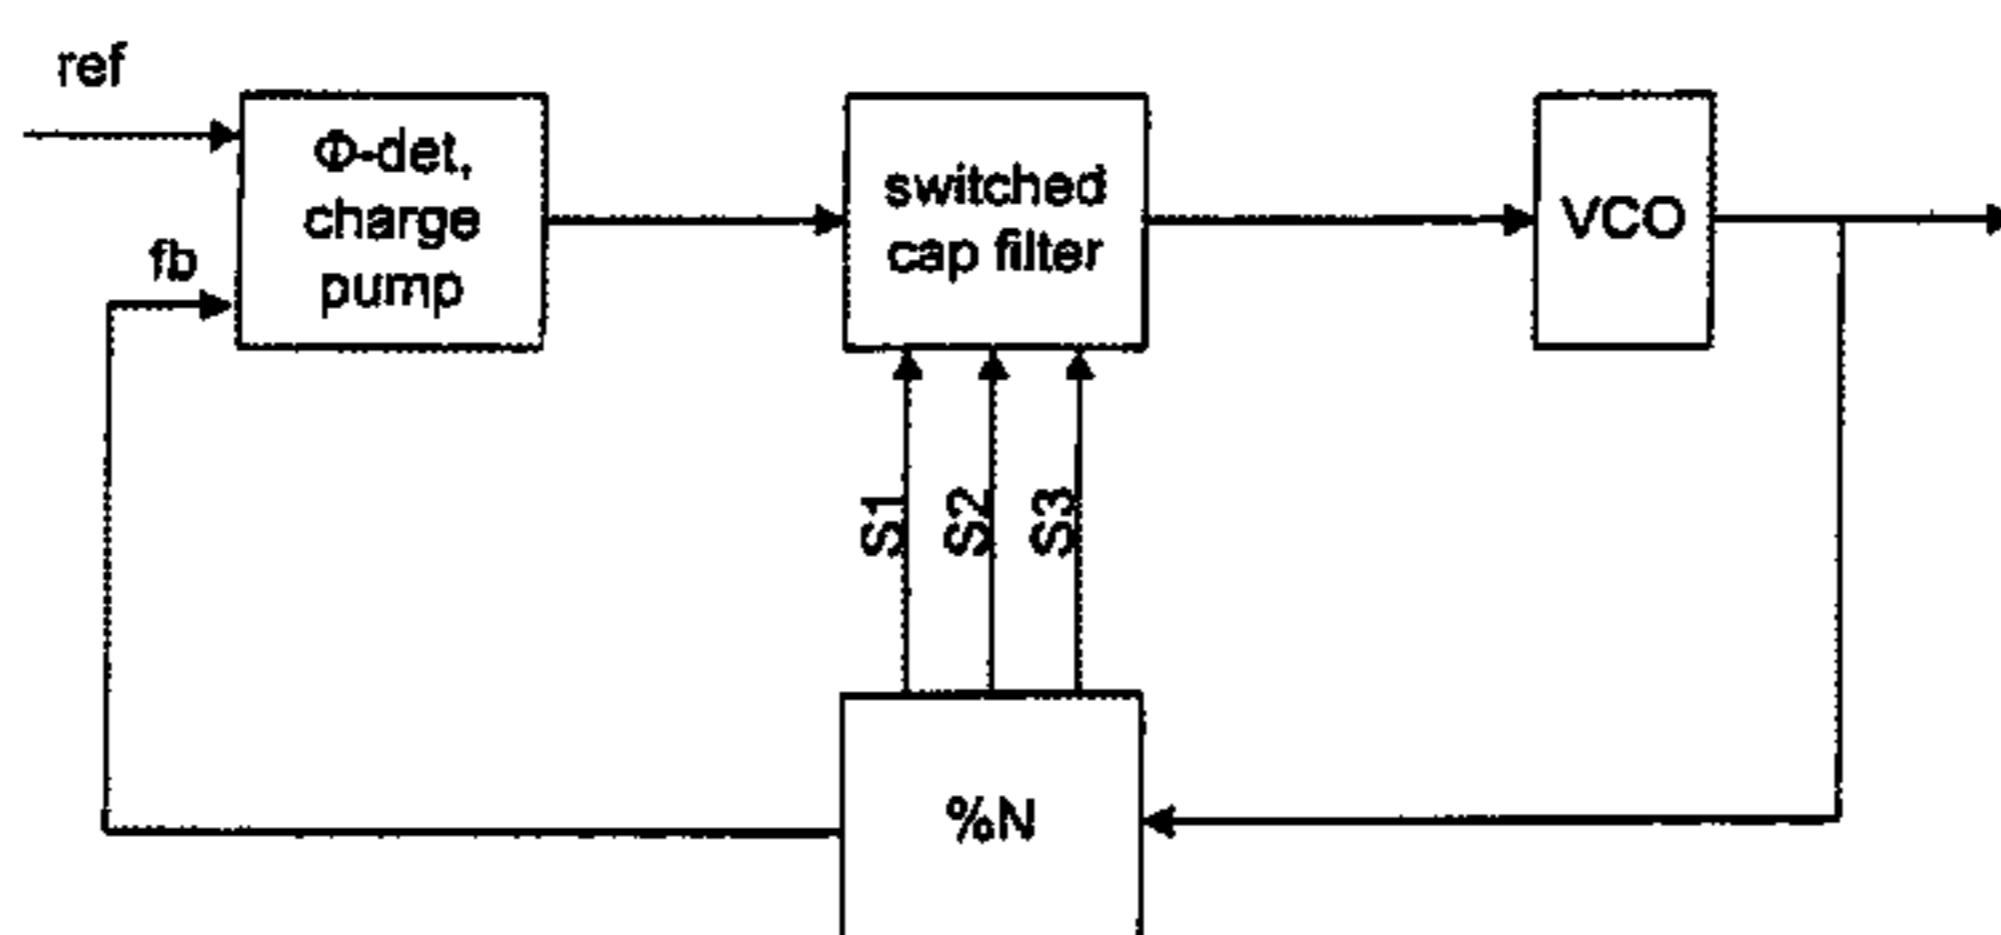 ref
Φ-det,
charge
pump
fb
switched
cap filter
VCO
S1
S2
S3
%N